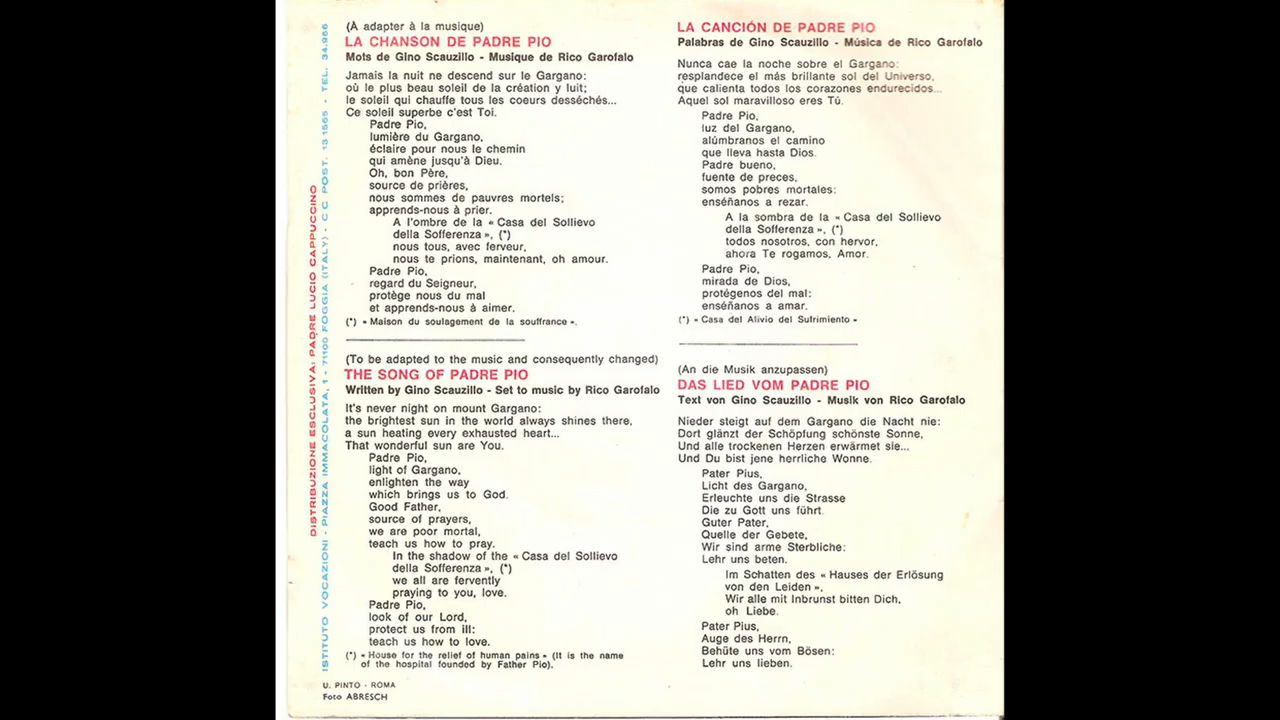 (À adapter à la musique)
LA CHANSON DE PADRE PIO
Mots de Gino Scauzillo - Musique de Rico Garofalo
Jamais la nuit ne descend sur le Gargano:
où le plus beau soleil de la création y luit;
le soleil qui chauffe tous les coeurs desséchés...
Ce soleil superbe c'est Toi.
Padre Pio,
lumière du Gargano,
éclaire pour nous le chemin
qui amène jusqu'à Dieu.
Oh, bon Père,
source de prières,
nous sommes de pauvres mortels;
apprends-nous à prier.
A l'ombre de la « Casa del Sollievo
della Sofferenza », (*)
nous tous, avec ferveur,
nous te prions, maintenant, oh amour.
Padre Pio,
regard du Seigneur,
protège nous du mal
et apprends-nous à aimer.
(*) « Maison du soulagement de la souffrance ».
(To be adapted to the music and consequently changed)
THE SONG OF PADRE PIO
Written by Gino Scauzillo - Set to music by Rico Garofalo
It's never night on mount Gargano:
the brightest sun in the world always shines there,
a sun heating every exhausted heart...
That wonderful sun are You.
Padre Pio,
light of Gargano,
enlighten the way
which brings us to God.
Good Father,
source of prayers,
we are poor mortal,
teach us how to pray.
In the shadow of the « Casa del Sollievo
della Sofferenza », (*)
we all are fervently
praying to you, love.
Padre Pio,
look of our Lord,
protect us from ill:
teach us how to love.
(*) « House for the relief of human pains » (It is the name
of the hospital founded by Father Pio).
LA CANCIÓN DE PADRE PIO
Palabras de Gino Scauzillo - Música de Rico Garofalo
Nunca cae la noche sobre el Gargano:
resplandece el más brillante sol del Universo,
que calienta todos los corazones endurecidos...
Aquel sol maravilloso eres Tú.
Padre Pio,
luz del Gargano,
alúmbranos el camino
que lleva hasta Dios.
Padre bueno,
fuente de preces,
somos pobres mortales:
enséñanos a rezar.
A la sombra de la « Casa del Sollievo
della Sofferenza », (*)
todos nosotros, con hervor,
ahora Te rogamos, Amor.
Padre Pio,
mirada de Dios,
protégenos del mal:
enséñanos a amar.
(*) « Casa del Alivio del Sufrimiento »
(An die Musik anzupassen)
DAS LIED VOM PADRE PIO
Text von Gino Scauzillo - Musik von Rico Garofalo
Nieder steigt auf dem Gargano die Nacht nie:
Dort glänzt der Schöpfung schönste Sonne,
Und alle trockenen Herzen erwärmet sie...
Und Du bist jene herrliche Wonne.
Pater Pius,
Licht des Gargano,
Erleuchte uns die Strasse
Die zu Gott uns führt.
Guter Pater,
Quelle der Gebete,
Wir sind arme Sterbliche:
Lehr uns beten.
Im Schatten des « Hauses der Erlösung
von den Leiden »,
Wir alle mit Inbrunst bitten Dich,
oh Liebe.
Pater Pius,
Auge des Herrn,
Behüte uns vom Bösen:
Lehr uns lieben.
DISTRIBUZIONE ESCLUSIVA: PADRE LUCIO CAPPUCCINO
ISTITUTO VOCAZIONI - PIAZZA IMMACOLATA, 1 - 71100 FOGGIA (ITALY) - C C POST. 13 1565 - TEL. 34.966
U. PINTO - ROMA
Foto ABRESCH